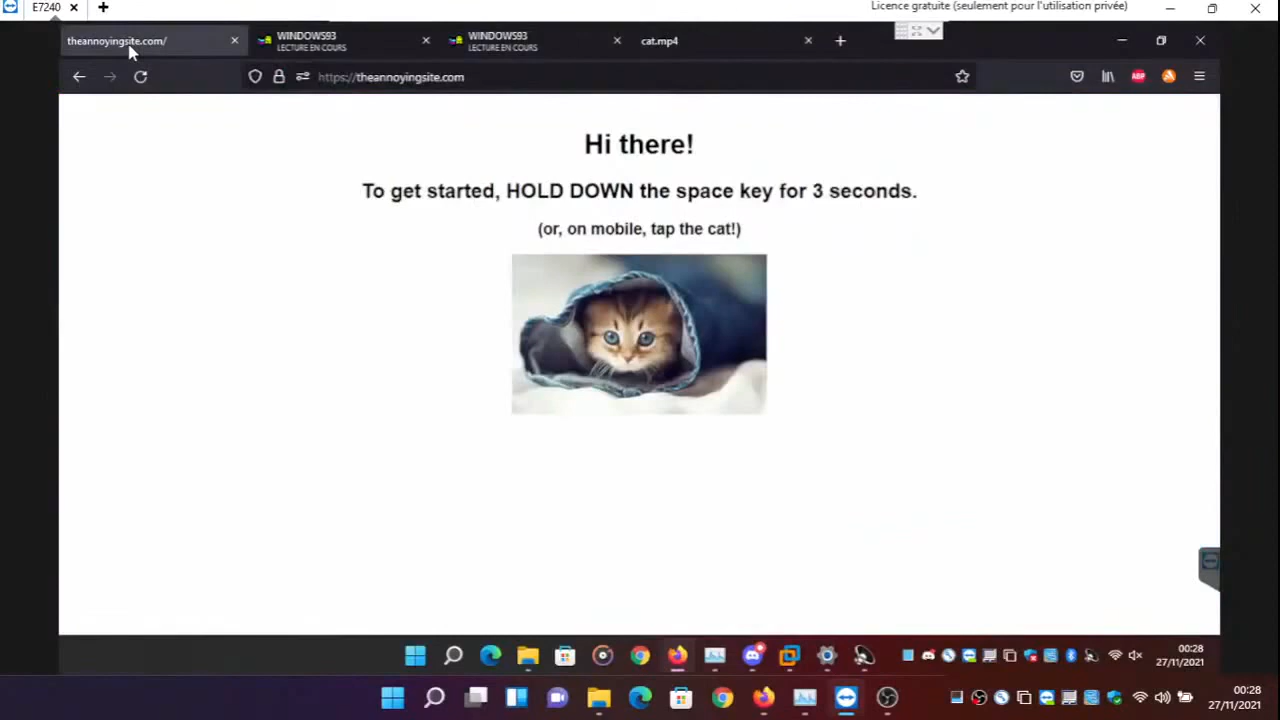 E7240
Licence gratuite (seulement pour l'utilisation privée)
theannoyingsite.com/
WINDOWS93
LECTURE EN COURS
WINDOWS93
LECTURE EN COURS
cat.mp4
https://theannoyingsite.com
ABP
Hi there!
To get started, HOLD DOWN the space key for 3 seconds.
(or, on mobile, tap the cat!)
00:28
27/11/2021
00:28
27/11/2021